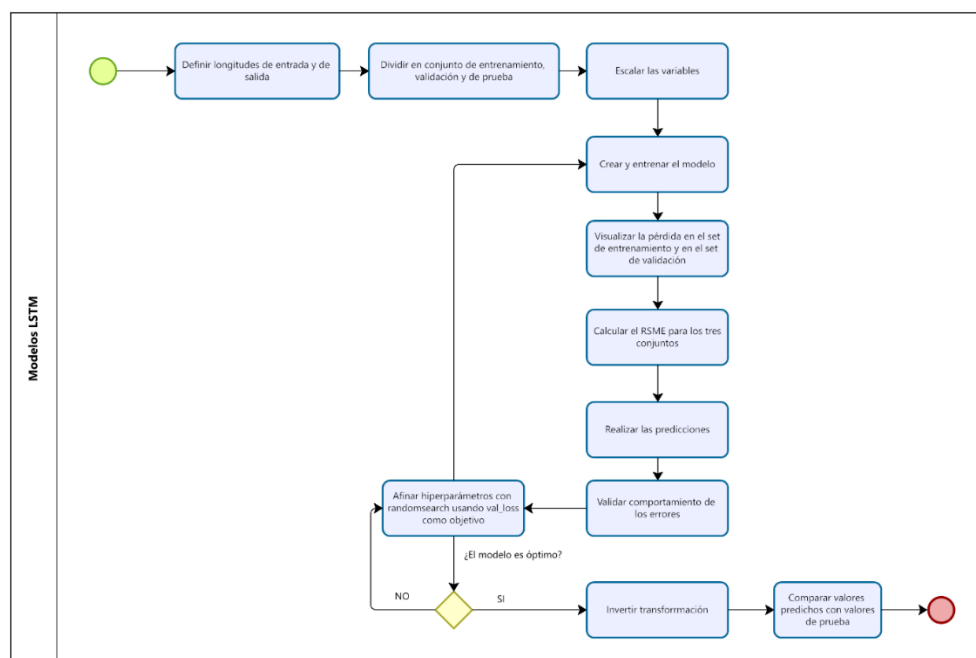 Modelos LSTM
Definir longitudes de entrada y de
salida
Dividir en conjunto de entrenamiento,
validación y de prueba
Escalar las variables
Crear y entrenar el modelo
Visualizar la pérdida en el set
de entrenamiento y en el set
de validación
Calcular el RSME para los tres
conjuntos
Realizar las predicciones
Validar comportamiento de
los errores
Afinar hiperparámetros con
randomsearch usando val_loss
como objetivo
¿El modelo es óptimo?
NO
SI
Invertir transforrmación
Comparar valores
predichos con valores
de prueba